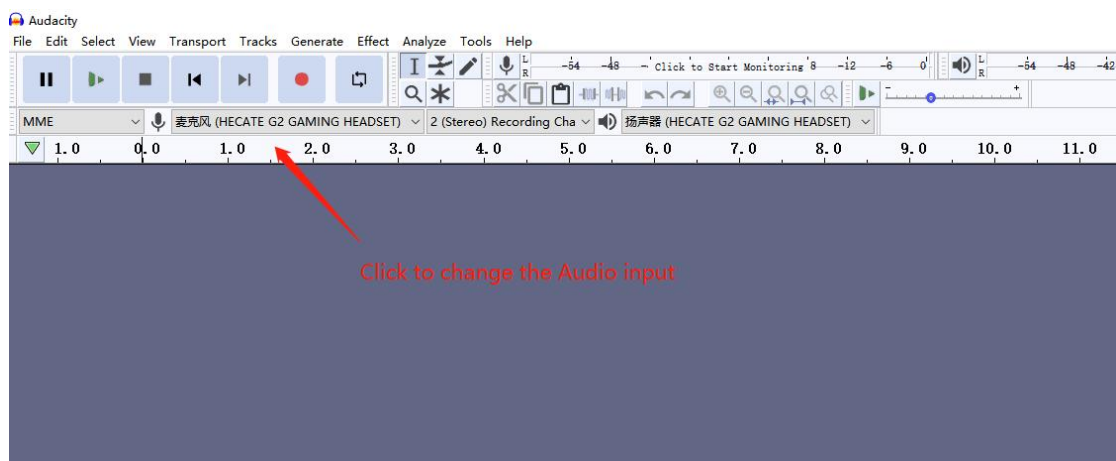 Audacity
File Edit Select View Transport Tracks Generate Effect Analyze Tools Help
L R -54 -48 - Click to Start Monitoring 8 -12 -6 0 L R -54 -48 -42
MME 麦克风 (HECATE G2 GAMING HEADSET) 2 (Stereo) Recording Cha 扬声器 (HECATE G2 GAMING HEADSET)
1.0 0.0 1.0 2.0 3.0 4.0 5.0 6.0 7.0 8.0 9.0 10.0 11.0
Click to change the Audio input